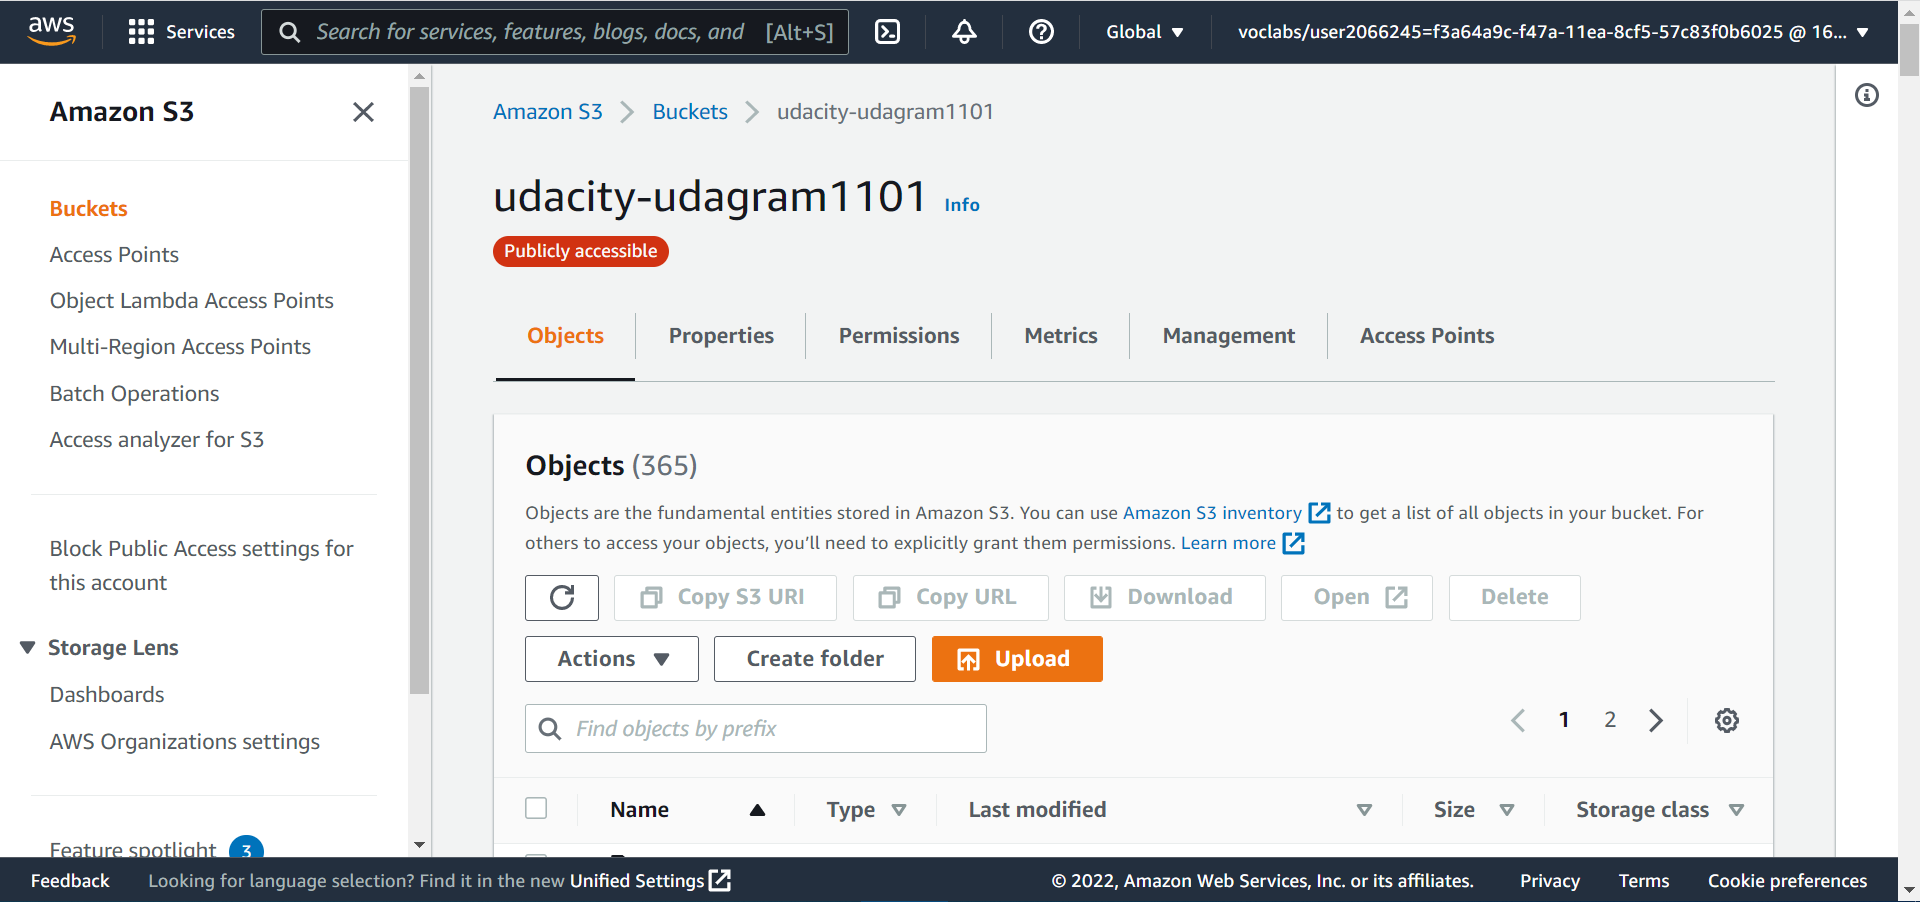 aws
Services
Search for services, features, blogs, docs, and
[Alt+S]
Global
voclabs/user2066245=f3a64a9c-f47a-11ea-8cf5-57c83f0b6025 @ 16...
Amazon S3
Buckets
Access Points
Object Lambda Access Points
Multi-Region Access Points
Batch Operations
Access analyzer for S3
Block Public Access settings for
this account
Storage Lens
Dashboards
AWS Organizations settings
Feature spotlight 3
Amazon S3
Buckets
udacity-udagram1101
udacity-udagram1101 Info
Publicly accessible
Objects
Properties
Permissions
Metrics
Management
Access Points
Objects (365)
Objects are the fundamental entities stored in Amazon S3. You can use Amazon S3 inventory to get a list of all objects in your bucket. For
others to access your objects, you’ll need to explicitly grant them permissions. Learn more
Copy S3 URI
Copy URL
Download
Open
Delete
Actions
Create folder
Upload
Find objects by prefix
1
2
Name
Type
Last modified
Size
Storage class
Feedback
Looking for language selection? Find it in the new Unified Settings
© 2022, Amazon Web Services, Inc. or its affiliates.
Privacy
Terms
Cookie preferences